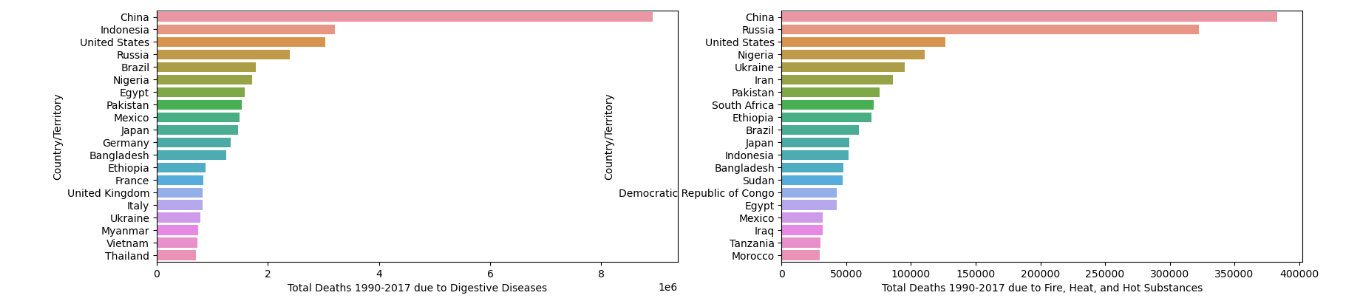 China
Indonesia
United States
Russia
Brazil
Nigeria
Egypt
Pakistan
Mexico
Japan
Germany
Bangladesh
Ethiopia
France
United Kingdom
Italy
Ukraine
Myanmar
Vietnam
Thailand
Country/Territory
0 2 4 6 8
1e6
Total Deaths 1990-2017 due to Digestive Diseases
China
Russia
United States
Nigeria
Ukraine
Iran
Pakistan
South Africa
Ethiopia
Brazil
Japan
Indonesia
Bangladesh
Sudan
Democratic Republic of Congo
Egypt
Mexico
Iraq
Tanzania
Morocco
Country/Territory
0 50000 100000 150000 200000 250000 300000 350000 400000
Total Deaths 1990-2017 due to Fire, Heat, and Hot Substances